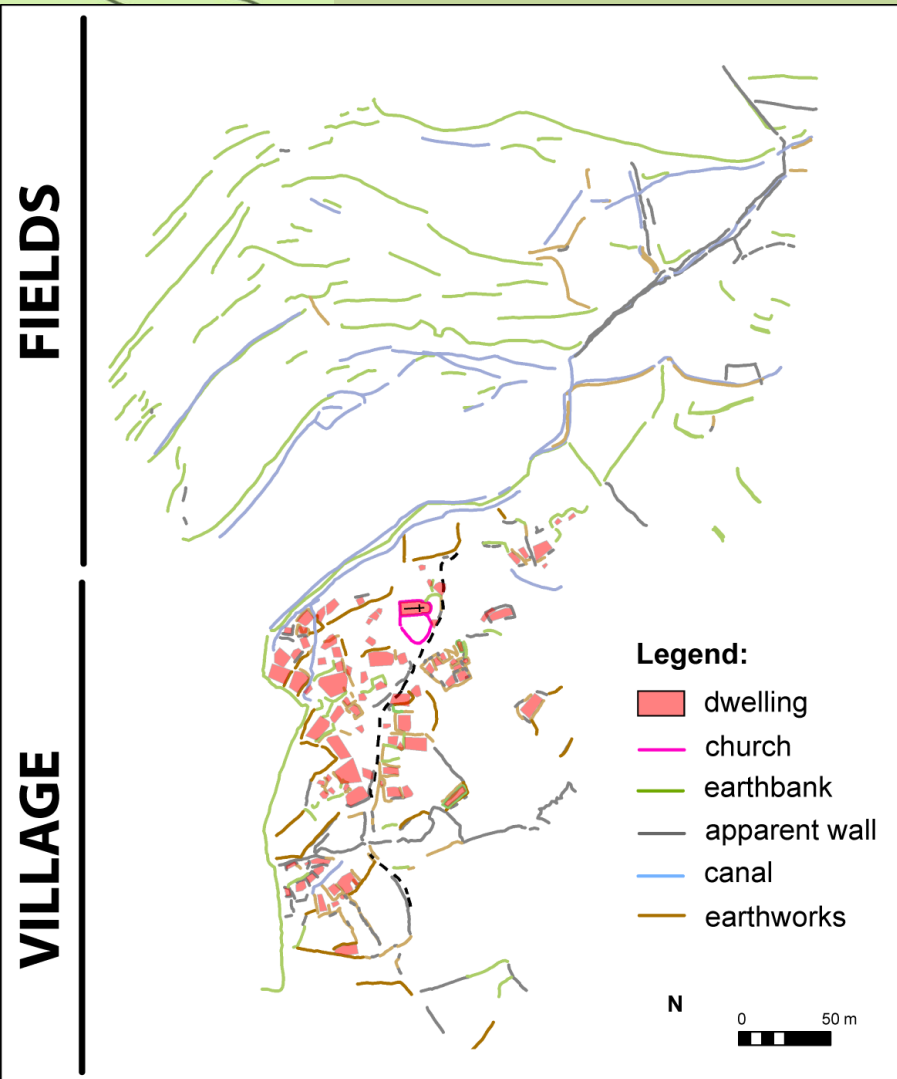 FIELDS
VILLAGE
Legend:
dwelling
church
earthbank
apparent wall
canal
earthworks
N
0 50 m